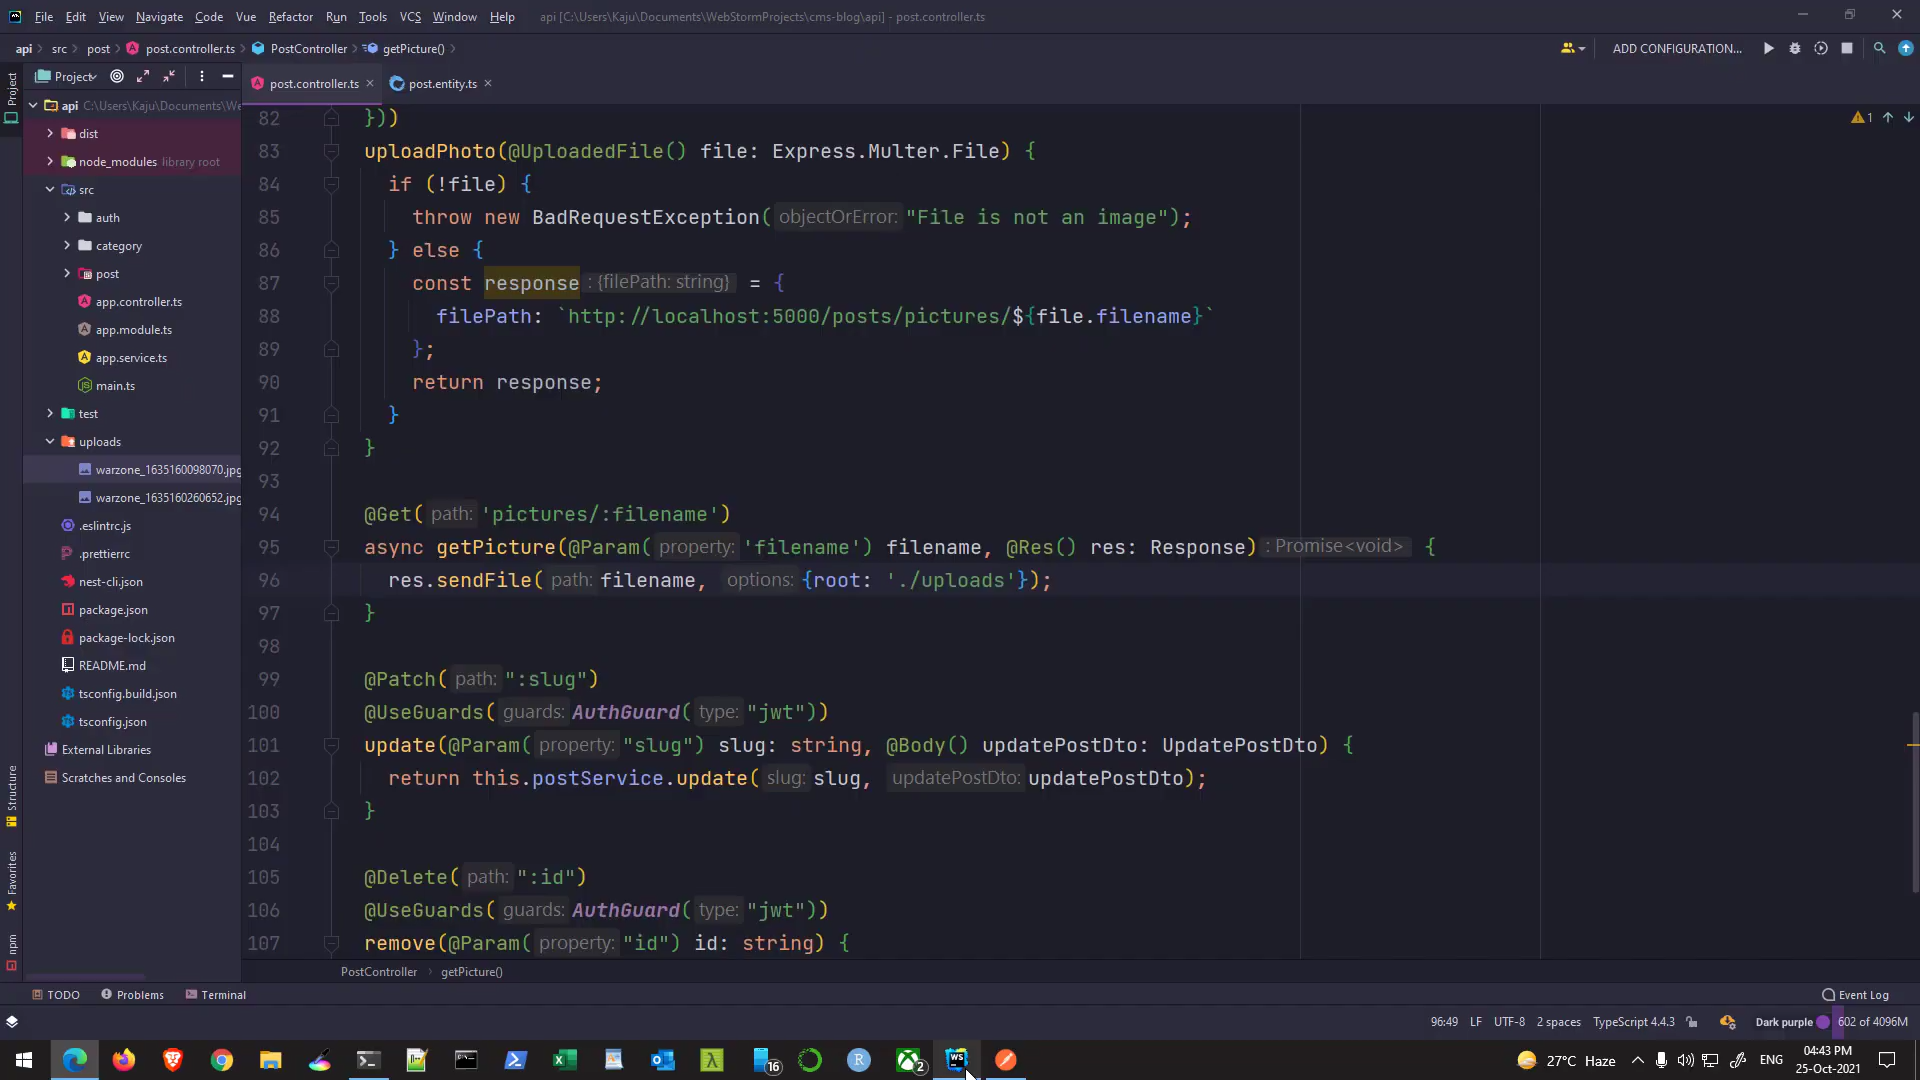 File Edit View Navigate Code Vue Refactor Run Tools VCS Window Help api [C:\Users\Kaju\Documents\WebStormProjects\cms-blog\api] - post.controller.ts
api src post post.controller.ts PostController getPicture() ADD CONFIGURATION...
Project post.controller.ts post.entity.ts
Project
api C:\Users\Kaju\Documents\We
dist
node_modules library root
src
auth
category
post
app.controller.ts
app.module.ts
app.service.ts
main.ts
test
uploads
warzone_1635160098070.jpg
warzone_1635160260652.jpg
.eslintrc.js
.prettierrc
nest-cli.json
package.json
package-lock.json
README.md
tsconfig.build.json
tsconfig.json
External Libraries
Scratches and Consoles
Structure
Favorites
npm
1
82 }))
83 uploadPhoto(@UploadedFile() file: Express.Multer.File) {
84 if (!file) {
85 throw new BadRequestException( objectOrError: "File is not an image");
86 } else {
87 const response : {filePath: string} = {
88 filePath: `http://localhost:5000/posts/pictures/${file.filename}`
89 };
90 return response;
91 }
92 }
93
94 @Get( path: 'pictures/:filename')
95 async getPicture(@Param( property: 'filename') filename, @Res() res: Response) : Promise<void> {
96 res.sendFile( path: filename, options: {root: './uploads'});
97 }
98
99 @Patch( path: ":slug")
100 @UseGuards( guards: AuthGuard( type: "jwt"))
101 update(@Param( property: "slug") slug: string, @Body() updatePostDto: UpdatePostDto) {
102 return this.postService.update( slug: slug, updatePostDto: updatePostDto);
103 }
104
105 @Delete( path: ":id")
106 @UseGuards( guards: AuthGuard( type: "jwt"))
107 remove(@Param( property: "id") id: string) {
PostController getPicture()
TODO Problems Terminal Event Log
96:49 LF UTF-8 2 spaces TypeScript 4.4.3 Dark purple 602 of 4096M
16 R 2 WS 27°C Haze ENG 04:43 PM
25-Oct-2021